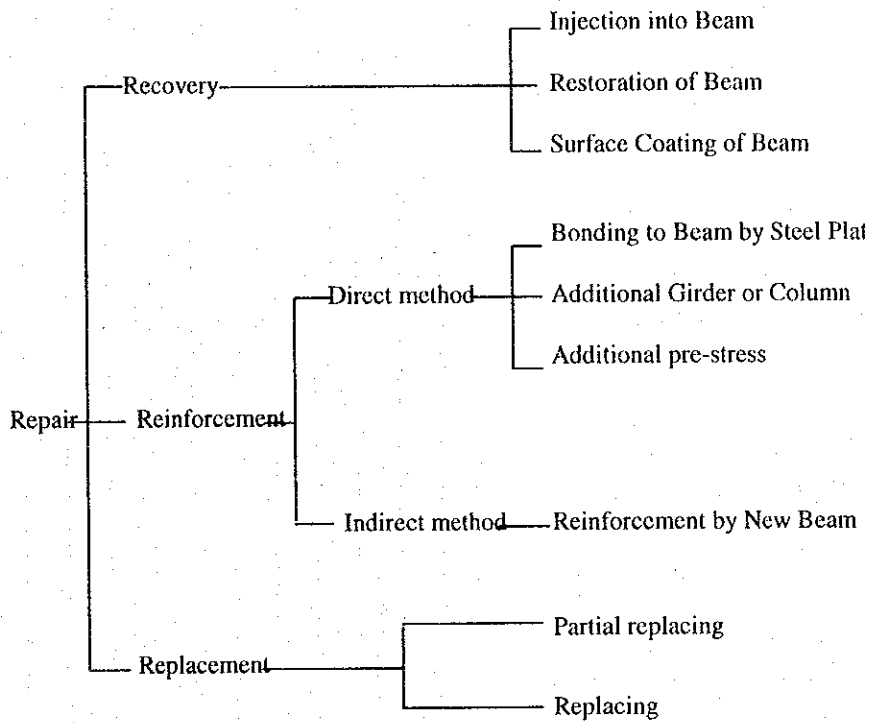 Injection into Beam
Recovery
Restoration of Beam
Surface Coating of Beam
Bonding to Beam by Steel Plat
Direct method
Additional Girder or Column
Additional pre-stress
Repair
Reinforcement
Indirect method
Reinforcement by New Beam
Partial replacing
Replacement
Replacing